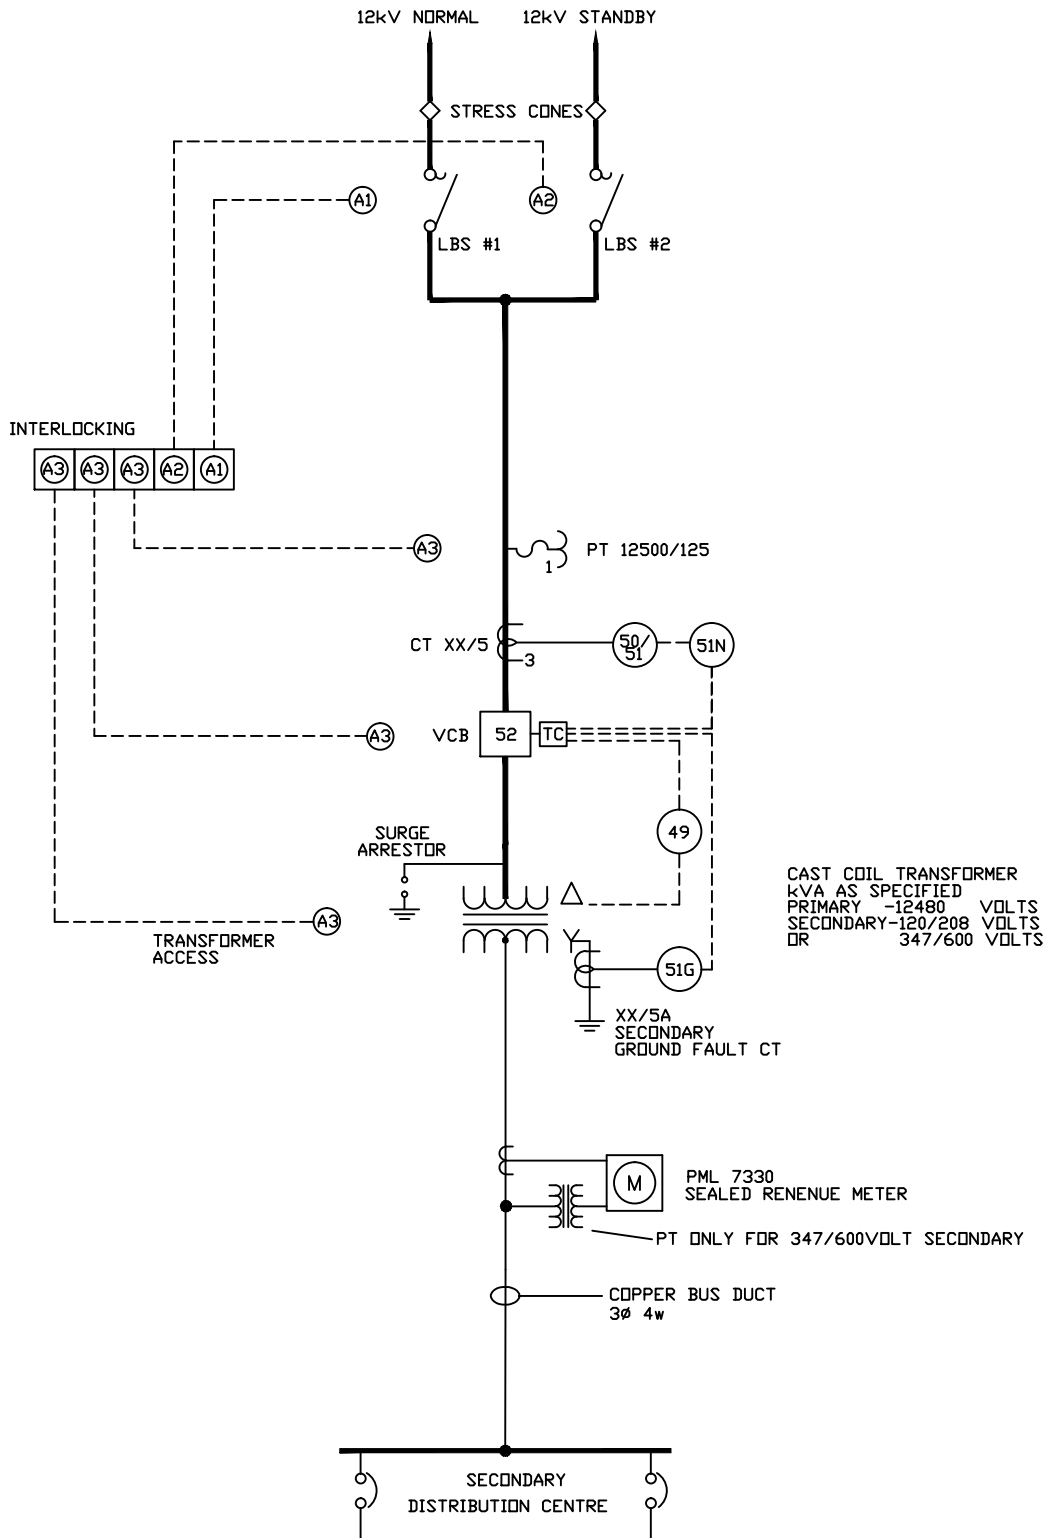 12kV NORMAL
12kV STANDBY
STRESS CONES
A1
A2
LBS #1
LBS #2
INTERLOCKING
A3
A3
A3
A2
A1
A3
1
PT 12500/125
CT XX/5
3
50/
51
51N
A3
VCB
52
TC
49
SURGE
ARRESTOR
CAST COIL TRANSFORMER
kVA AS SPECIFIED
PRIMARY -12480 VOLTS
SECONDARY-120/208 VOLTS
OR 347/600 VOLTS
A3
TRANSFORMER
ACCESS
51G
XX/5A
SECONDARY
GROUND FAULT CT
M
PML 7330
SEALED RENENUE METER
PT ONLY FOR 347/600VOLT SECONDARY
COPPER BUS DUCT
3Ø 4w
SECONDARY
DISTRIBUTION CENTRE